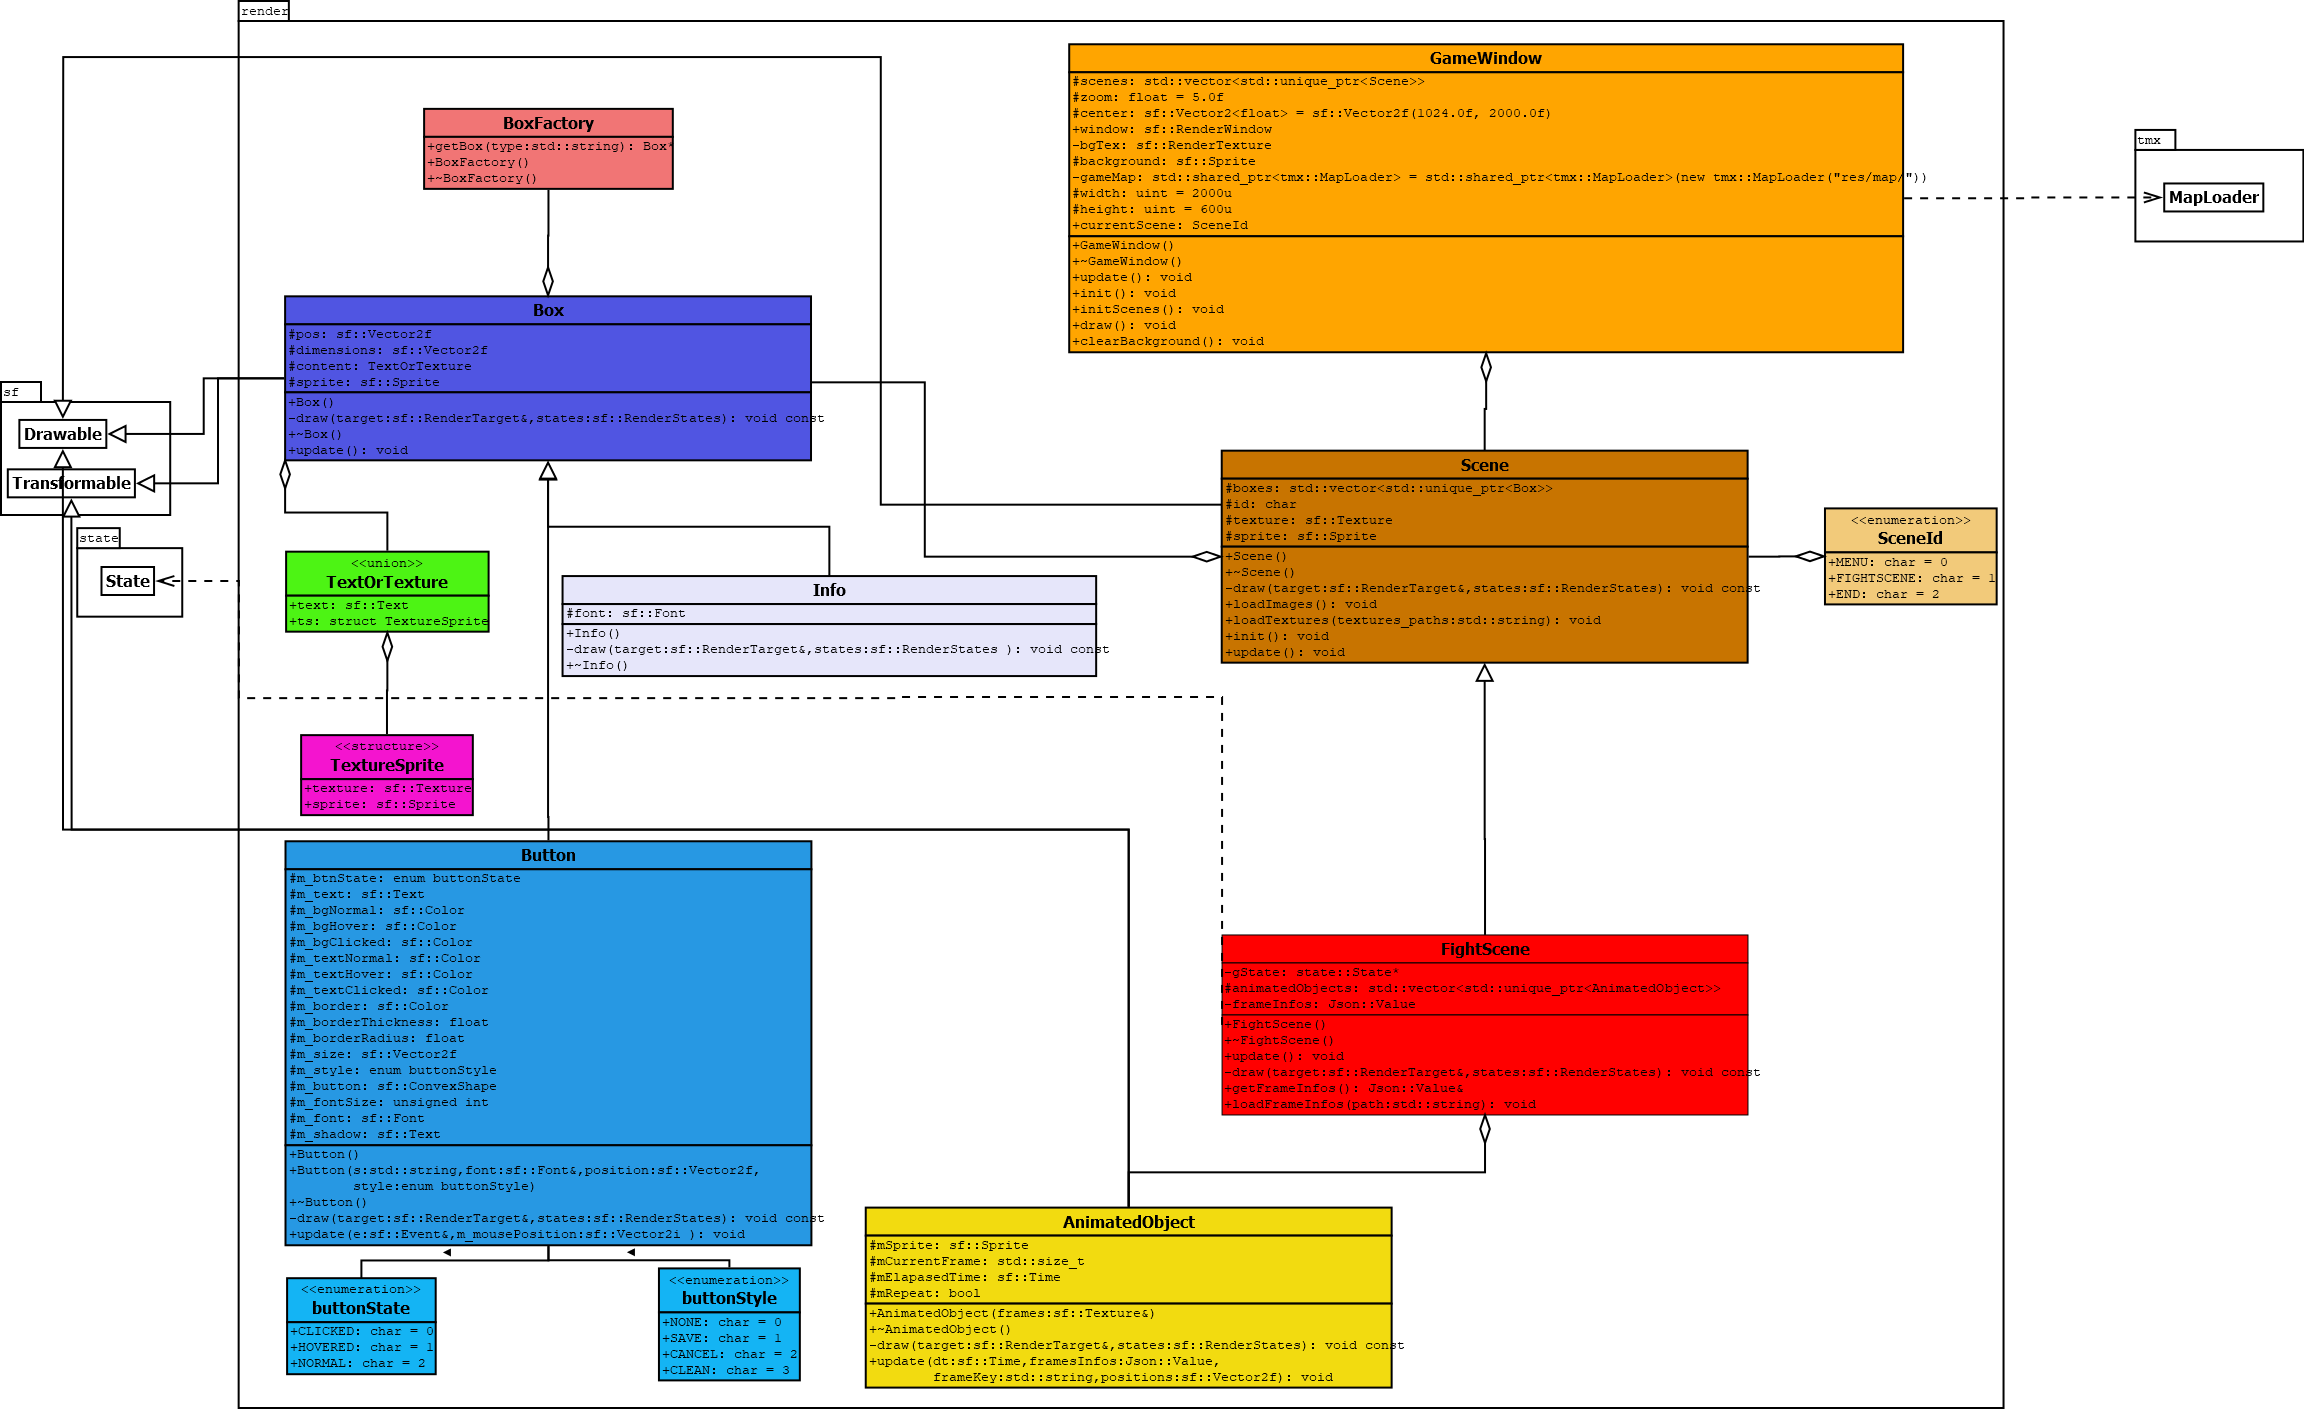 render
GameWindow
#scenes: std::vector<std::unique_ptr<Scene>>
#zoom: float = 5.0f
#center: sf::Vector2<float> = sf::Vector2f(1024.0f, 2000.0f)
+window: sf::RenderWindow
-bgTex: sf::RenderTexture
#background: sf::Sprite
-gameMap: std::shared_ptr<tmx::MapLoader> = std::shared_ptr<tmx::MapLoader>(new tmx::MapLoader("res/map/"))
#width: uint = 2000u
#height: uint = 600u
+currentScene: SceneId
+GameWindow()
+~GameWindow()
+update(): void
+init(): void
+initScenes(): void
+draw(): void
+clearBackground(): void
BoxFactory
+getBox(type:std::string): Box*
+BoxFactory()
+~BoxFactory()
tmx
MapLoader
Box
#pos: sf::Vector2f
#dimensions: sf::Vector2f
#content: TextOrTexture
#sprite: sf::Sprite
+Box()
-draw(target:sf::RenderTarget&,states:sf::RenderStates): void const
+~Box()
+update(): void
sf
Drawable
Transformable
state
State
Scene
#boxes: std::vector<std::unique_ptr<Box>>
#id: char
#texture: sf::Texture
#sprite: sf::Sprite
+Scene()
+~Scene()
-draw(target:sf::RenderTarget&,states:sf::RenderStates): void const
+loadImages(): void
+loadTextures(textures_paths:std::string): void
+init(): void
+update(): void
<<enumeration>>
SceneId
+MENU: char = 0
+FIGHTSCENE: char = 1
+END: char = 2
<<union>>
TextOrTexture
+text: sf::Text
+ts: struct TextureSprite
Info
#font: sf::Font
+Info()
-draw(target:sf::RenderTarget&,states:sf::RenderStates ): void const
+~Info()
<<structure>>
TextureSprite
+texture: sf::Texture
+sprite: sf::Sprite
Button
#m_btnState: enum buttonState
#m_text: sf::Text
#m_bgNormal: sf::Color
#m_bgHover: sf::Color
#m_bgClicked: sf::Color
#m_textNormal: sf::Color
#m_textHover: sf::Color
#m_textClicked: sf::Color
#m_border: sf::Color
#m_borderThickness: float
#m_borderRadius: float
#m_size: sf::Vector2f
#m_style: enum buttonStyle
#m_button: sf::ConvexShape
#m_fontSize: unsigned int
#m_font: sf::Font
#m_shadow: sf::Text
+Button()
+Button(s:std::string,font:sf::Font&,position:sf::Vector2f,
style:enum buttonStyle)
+~Button()
-draw(target:sf::RenderTarget&,states:sf::RenderStates): void const
+update(e:sf::Event&,m_mousePosition:sf::Vector2i ): void
FightScene
-gState: state::State*
#animatedObjects: std::vector<std::unique_ptr<AnimatedObject>>
-frameInfos: Json::Value
+FightScene()
+~FightScene()
+update(): void
-draw(target:sf::RenderTarget&,states:sf::RenderStates): void const
+getFrameInfos(): Json::Value&
+loadFrameInfos(path:std::string): void
AnimatedObject
#mSprite: sf::Sprite
#mCurrentFrame: std::size_t
#mElapasedTime: sf::Time
#mRepeat: bool
+AnimatedObject(frames:sf::Texture&)
+~AnimatedObject()
-draw(target:sf::RenderTarget&,states:sf::RenderStates): void const
+update(dt:sf::Time,framesInfos:Json::Value,
frameKey:std::string,positions:sf::Vector2f): void
<<enumeration>>
buttonState
+CLICKED: char = 0
+HOVERED: char = 1
+NORMAL: char = 2
<<enumeration>>
buttonStyle
+NONE: char = 0
+SAVE: char = 1
+CANCEL: char = 2
+CLEAN: char = 3